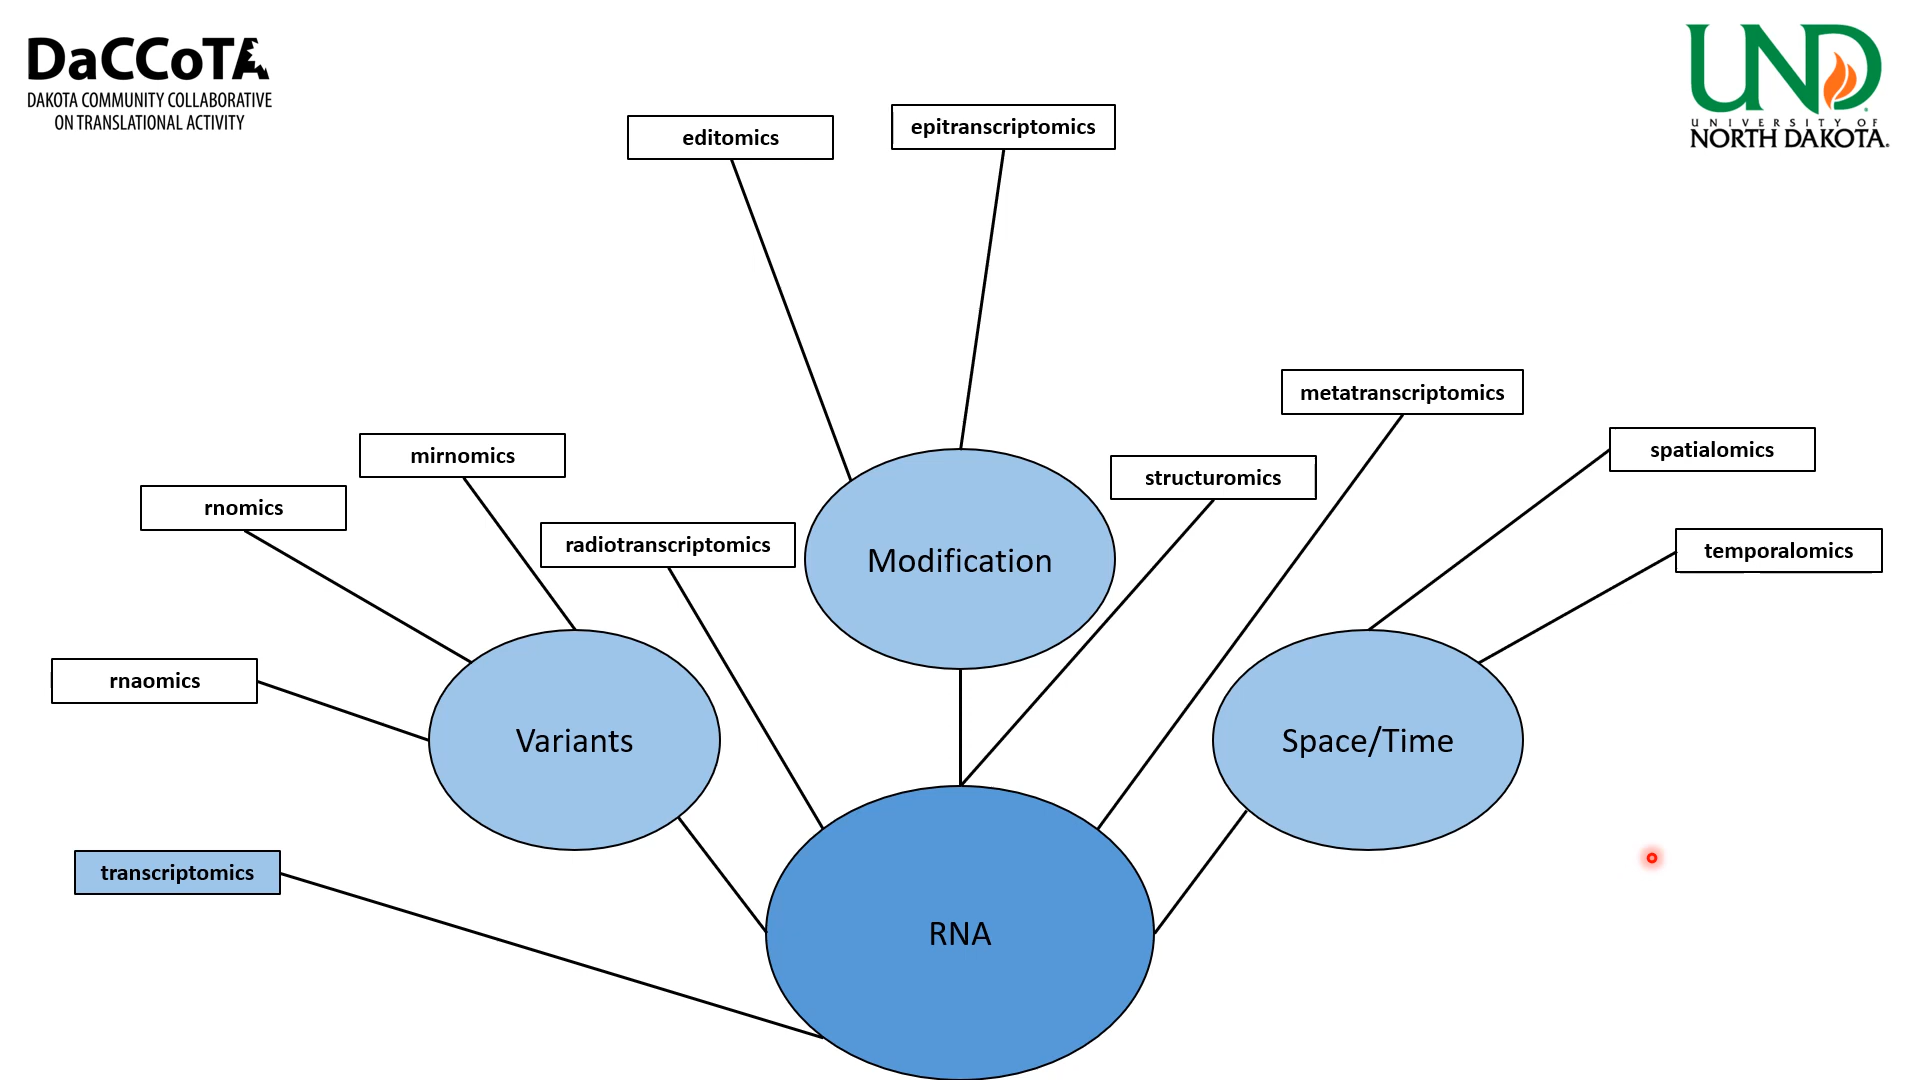 DaCCoTA
DAKOTA COMMUNITY COLLABORATIVE
ON TRANSLATIONAL ACTIVITY
UND
UNIVERSITY OF
NORTH DAKOTA.
editomics
epitranscriptomics
metatranscriptomics
mirnomics
spatialomics
structuromics
rnomics
radiotranscriptomics
Modification
temporalomics
rnaomics
Variants
Space/Time
transcriptomics
RNA